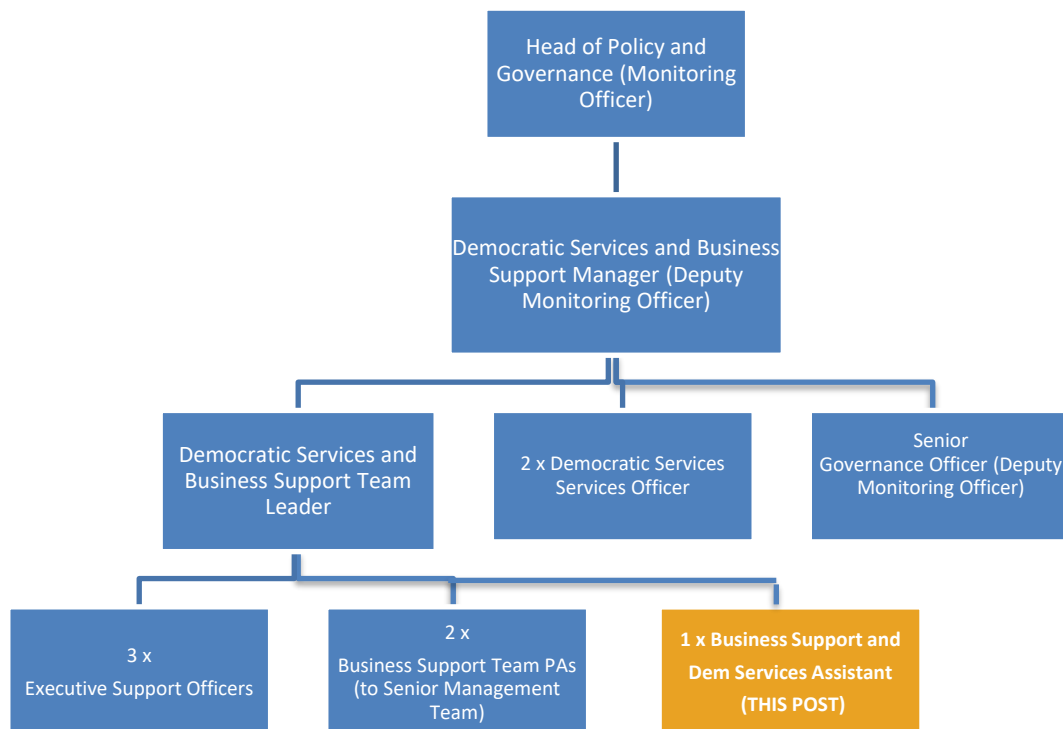 Head of Policy and
Governance (Monitoring
Officer)
Democratic Services and Business
Support Manager (Deputy
Monitoring Officer)
Democratic Services and
Business Support Team
Leader
2 x Democratic Services
Services Officer
Senior
Governance Officer (Deputy
Monitoring Officer)
3 x
Executive Support Officers
2 x
Business Support Team PAs
(to Senior Management
Team)
1 x Business Support and
Dem Services Assistant
(THIS POST)